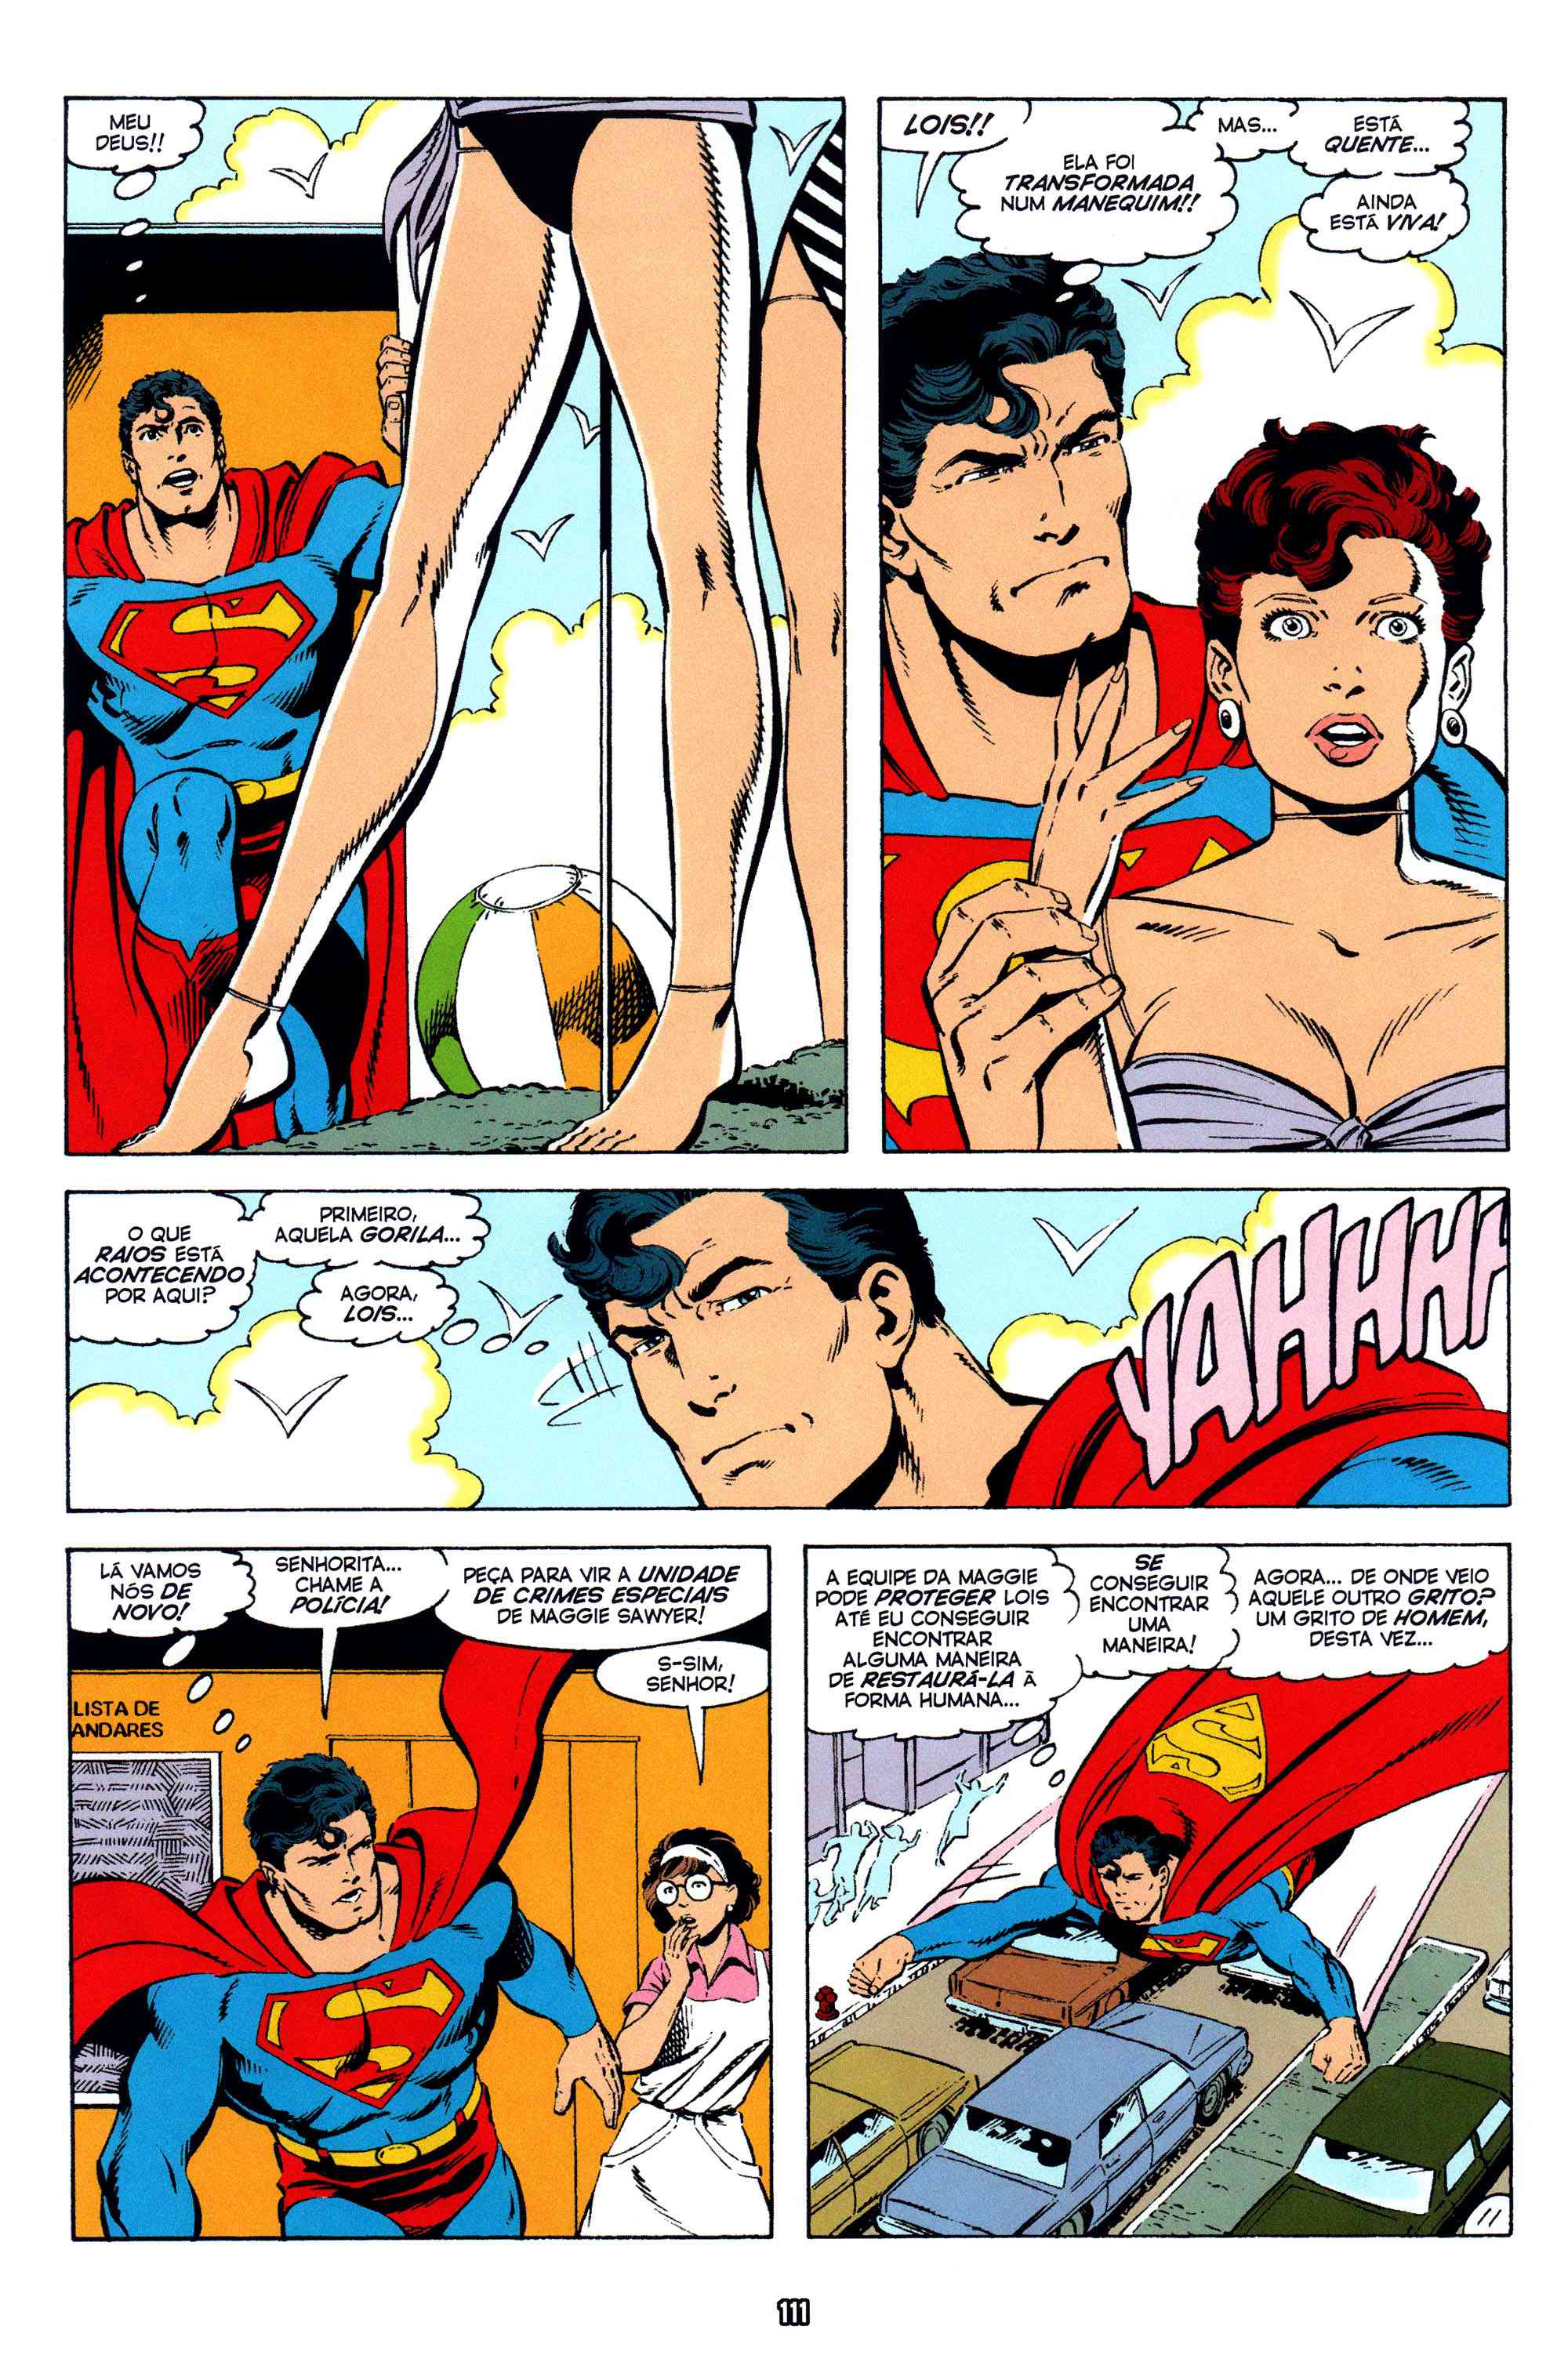 MEU
DEUS!!
LOIS!!
ELA FOI
TRANSFORMADA
NUM MANEQUIM!!
MAS...
ESTÁ
QUENTE...
AINDA
ESTÁ VIVA!
O QUE
RAIOS ESTÁ
ACONTECENDO
POR AQUI?
PRIMEIRO,
AQUELA GORILA...
AGORA,
LOIS...
YAHHHHH
LÁ VAMOS
NÓS DE
NOVO!
SENHORITA...
CHAME A
POLÍCIA!
PEÇA PARA VIR A UNIDADE
DE CRIMES ESPECIAIS
DE MAGGIE SAWYER!
S-SIM,
SENHOR!
LISTA DE
ANDARES
A EQUIPE DA MAGGIE
PODE PROTEGER LOIS
ATÉ EU CONSEGUIR
ENCONTRAR
ALGUMA MANEIRA
DE RESTAURÁ-LA À
FORMA HUMANA...
SE
CONSEGUIR
ENCONTRAR
UMA
MANEIRA!
AGORA... DE ONDE VEIO
AQUELE OUTRO GRITO?
UM GRITO DE HOMEM,
DESTA VEZ...
11
111